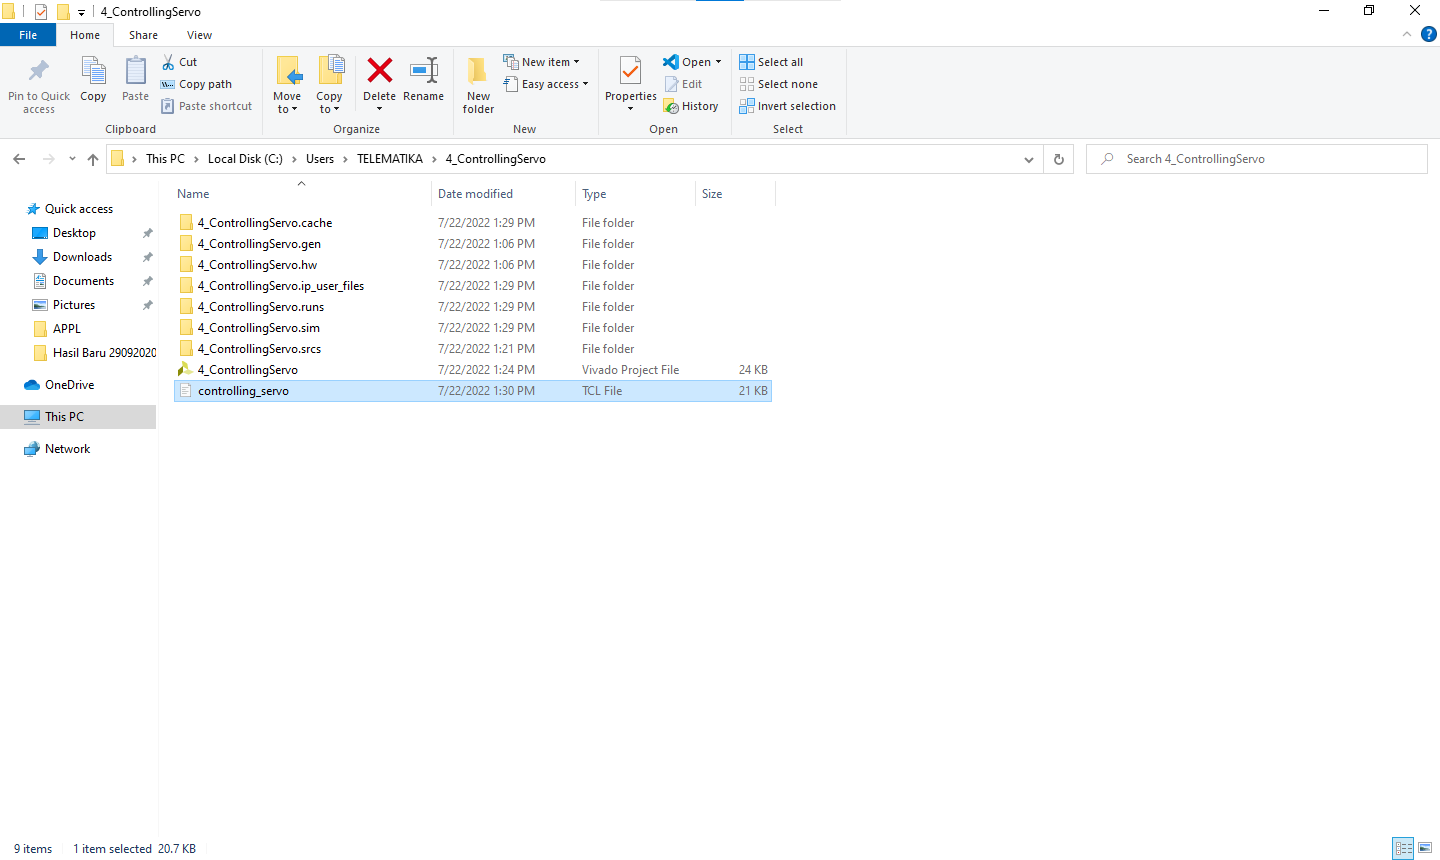 4_ControllingServo
File Home Share View
Pin to Quick access
Copy
Paste
Cut
Copy path
Paste shortcut
Clipboard
Move to
Copy to
Delete
Rename
Organize
New folder
New item
Easy access
New
Properties
Open
Edit
History
Open
Select all
Select none
Invert selection
Select
This PC Local Disk (C:) Users TELEMATIKA 4_ControllingServo
Search 4_ControllingServo
Quick access
Desktop
Downloads
Documents
Pictures
APPL
Hasil Baru 29092020
OneDrive
This PC
Network
Name Date modified Type Size
4_ControllingServo.cache 7/22/2022 1:29 PM File folder
4_ControllingServo.gen 7/22/2022 1:06 PM File folder
4_ControllingServo.hw 7/22/2022 1:06 PM File folder
4_ControllingServo.ip_user_files 7/22/2022 1:29 PM File folder
4_ControllingServo.runs 7/22/2022 1:29 PM File folder
4_ControllingServo.sim 7/22/2022 1:29 PM File folder
4_ControllingServo.srcs 7/22/2022 1:21 PM File folder
4_ControllingServo 7/22/2022 1:24 PM Vivado Project File 24 KB
controlling_servo 7/22/2022 1:30 PM TCL File 21 KB
9 items 1 item selected 20.7 KB